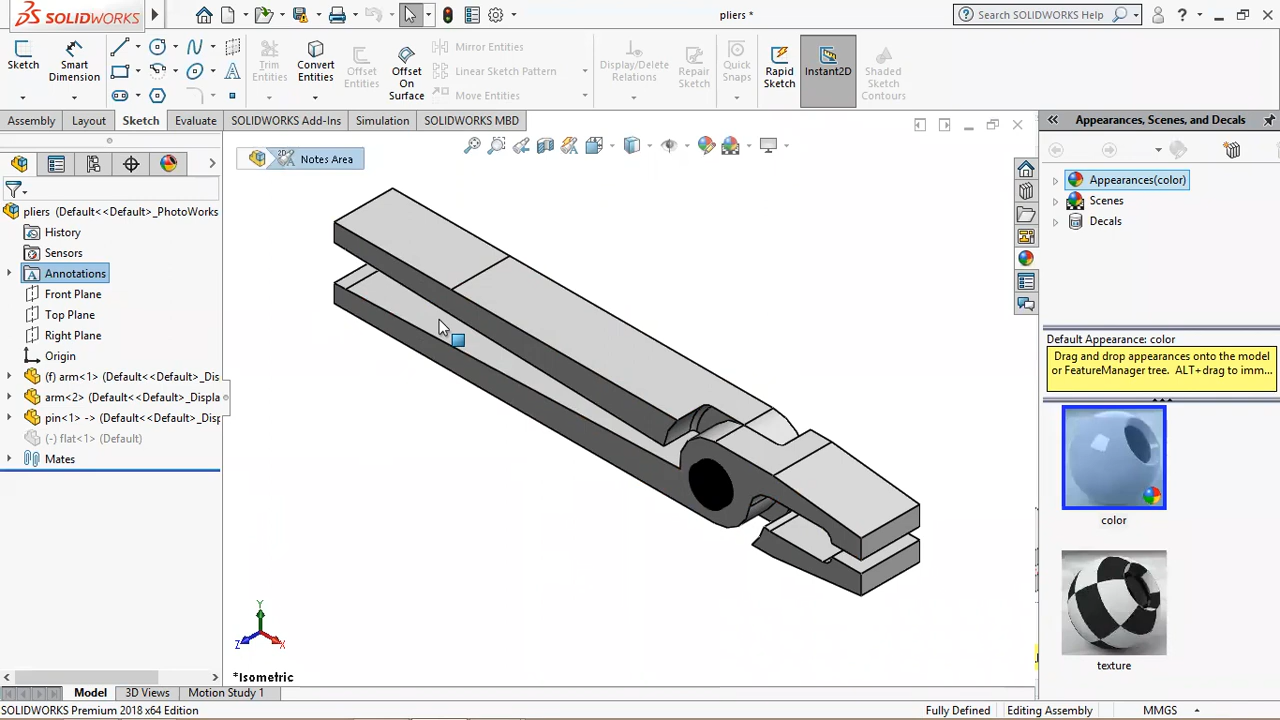 SOLIDWORKS
pliers *
Search SOLIDWORKS Help
Sketch
Smart Dimension
Trim Entities
Convert Entities
Offset Entities
Offset On Surface
Mirror Entities
Linear Sketch Pattern
Move Entities
Display/Delete Relations
Repair Sketch
Quick Snaps
Rapid Sketch
Instant2D
Shaded Sketch Contours
Assembly
Layout
Sketch
Evaluate
SOLIDWORKS Add-Ins
Simulation
SOLIDWORKS MBD
Appearances, Scenes, and Decals
Notes Area
pliers (Default<<Default>_PhotoWorks
History
Sensors
Annotations
Front Plane
Top Plane
Right Plane
Origin
(f) arm<1> (Default<<Default>_Dis
arm<2> (Default<<Default>_Displa
pin<1> -> (Default<<Default>_Disp
(-) flat<1> (Default)
Mates
Appearances(color)
Scenes
Decals
Default Appearance: color
Drag and drop appearances onto the model
or FeatureManager tree. ALT+drag to imm...
color
texture
Y
Z
X
*Isometric
Model
3D Views
Motion Study 1
SOLIDWORKS Premium 2018 x64 Edition
Fully Defined
Editing Assembly
MMGS